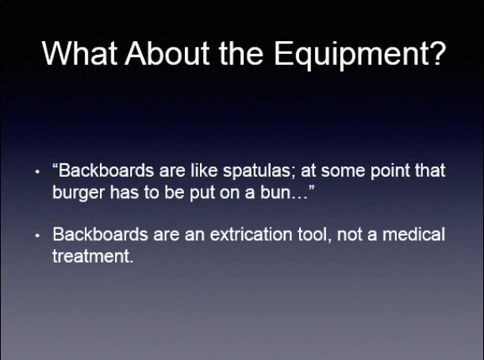 What About the Equipment?
• “Backboards are like spatulas; at some point that
burger has to be put on a bun…”
• Backboards are an extrication tool, not a medical
treatment.